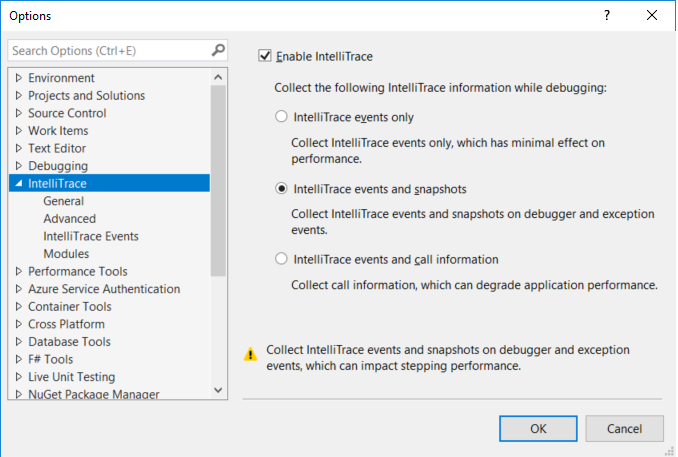 Options
Search Options (Ctrl+E)
Environment
Projects and Solutions
Source Control
Work Items
Text Editor
Debugging
IntelliTrace
General
Advanced
IntelliTrace Events
Modules
Performance Tools
Azure Service Authentication
Container Tools
Cross Platform
Database Tools
F# Tools
Live Unit Testing
NuGet Package Manager
Enable IntelliTrace
Collect the following IntelliTrace information while debugging:
IntelliTrace events only
Collect IntelliTrace events only, which has minimal effect on
performance.
IntelliTrace events and snapshots
Collect IntelliTrace events and snapshots on debugger and exception
events.
IntelliTrace events and call information
Collect call information, which can degrade application performance.
Collect IntelliTrace events and snapshots on debugger and exception
events, which can impact stepping performance.
OK
Cancel